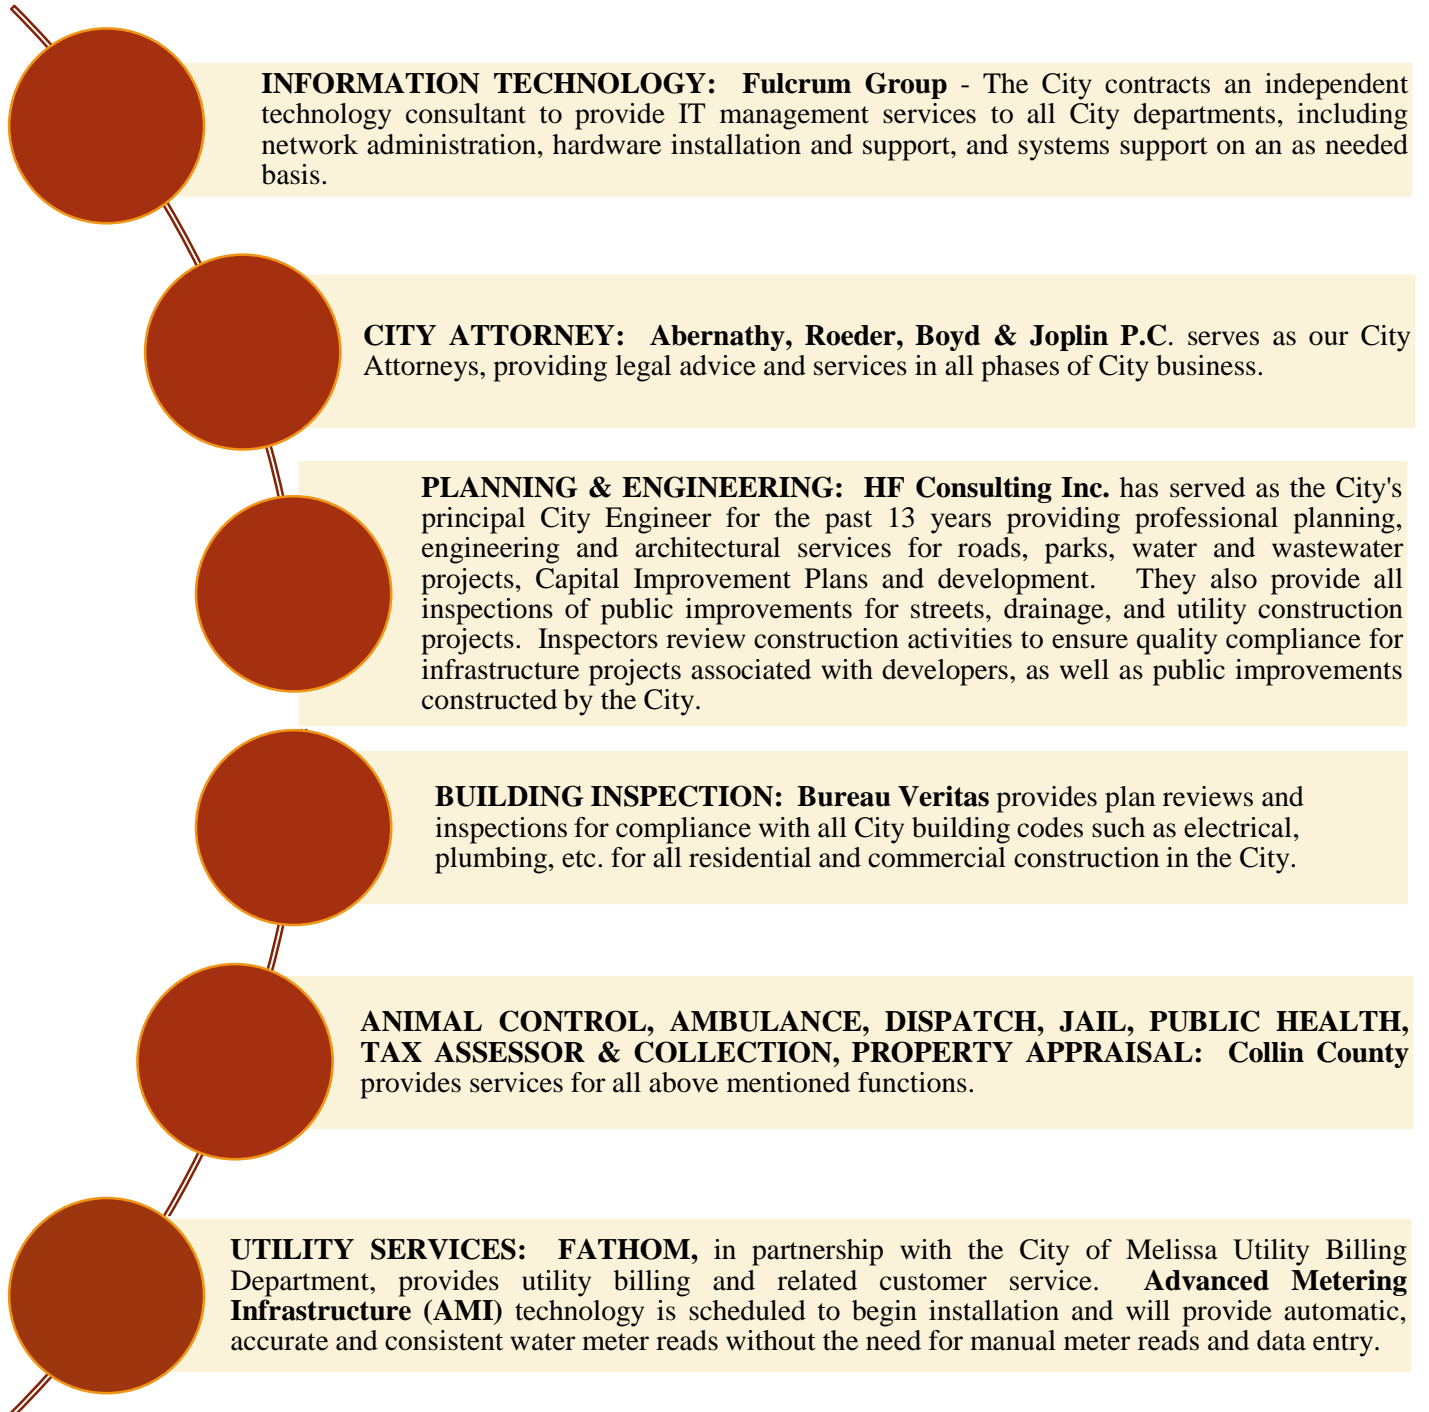 INFORMATION TECHNOLOGY: Fulcrum Group - The City contracts an independent
technology consultant to provide IT management services to all City departments, including
network administration, hardware installation and support, and systems support on an as needed
basis.
CITY ATTORNEY: Abernathy, Roeder, Boyd & Joplin P.C. serves as our City
Attorneys, providing legal advice and services in all phases of City business.
PLANNING & ENGINEERING: HF Consulting Inc. has served as the City's
principal City Engineer for the past 13 years providing professional planning,
engineering and architectural services for roads, parks, water and wastewater
projects, Capital Improvement Plans and development. They also provide all
inspections of public improvements for streets, drainage, and utility construction
projects. Inspectors review construction activities to ensure quality compliance for
infrastructure projects associated with developers, as well as public improvements
constructed by the City.
BUILDING INSPECTION: Bureau Veritas provides plan reviews and
inspections for compliance with all City building codes such as electrical,
plumbing, etc. for all residential and commercial construction in the City.
ANIMAL CONTROL, AMBULANCE, DISPATCH, JAIL, PUBLIC HEALTH,
TAX ASSESSOR & COLLECTION, PROPERTY APPRAISAL: Collin County
provides services for all above mentioned functions.
UTILITY SERVICES: FATHOM, in partnership with the City of Melissa Utility Billing
Department, provides utility billing and related customer service. Advanced Metering
Infrastructure (AMI) technology is scheduled to begin installation and will provide automatic,
accurate and consistent water meter reads without the need for manual meter reads and data entry.